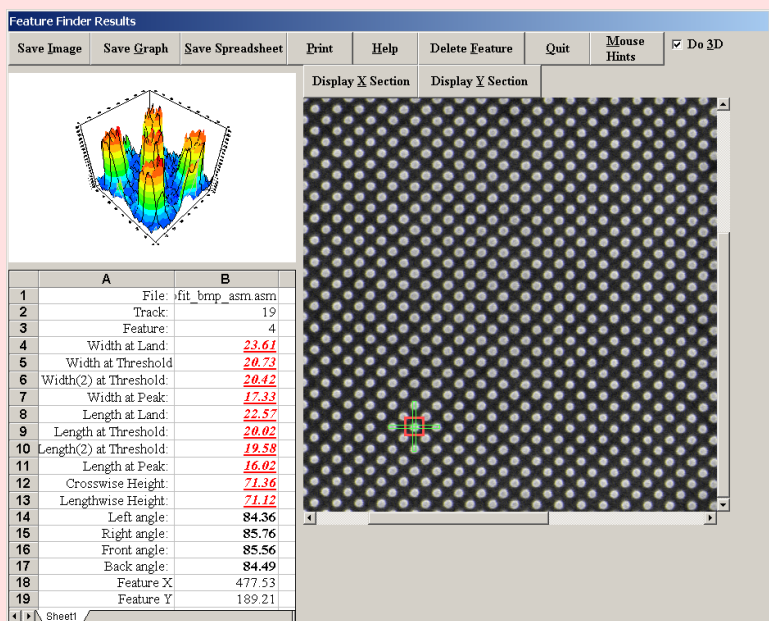 Feature Finder Results
Save Image Save Graph Save Spreadsheet Print Help Delete Feature Quit Mouse Hints Do 3D
Display X Section Display Y Section
A B
1 File: ofit_bmp_asm.asm
2 Track: 19
3 Feature: 4
4 Width at Land: 23.61
5 Width at Threshold 20.73
6 Width(2) at Threshold: 20.42
7 Width at Peak: 17.33
8 Length at Land: 22.57
9 Length at Threshold: 20.02
10 Length(2) at Threshold: 19.58
11 Length at Peak: 16.02
12 Crosswise Height: 71.36
13 Lengthwise Height: 71.12
14 Left angle: 84.36
15 Right angle: 85.76
16 Front angle: 85.56
17 Back angle: 84.49
18 Feature X 477.53
19 Feature Y 189.21
Sheet1